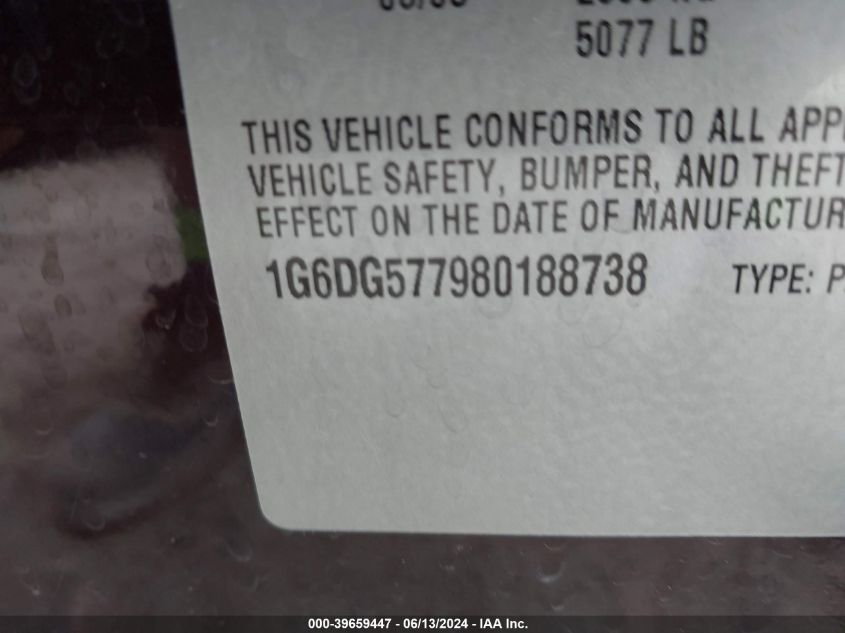 5077 LB
THIS VEHICLE CONFORMS TO ALL APP
VEHICLE SAFETY, BUMPER, AND THEFT
EFFECT ON THE DATE OF MANUFACTUR
1G6DG577980188738 TYPE: P
000-39659447 - 06/13/2024 - IAA Inc.